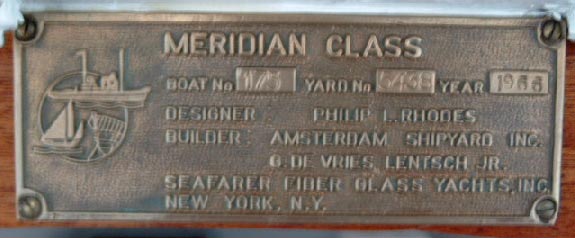 MERIDIAN CLASS
BOAT No 175 YARD No YEAR 1966
DESIGNER: PHILIP L. RHODES
BUILDER: AMSTERDAM SHIPYARD INC.
G. DE VRIES LENTSCH JR.
SEAFARER FIBER GLASS YACHTS, INC.
NEW YORK, N.Y.